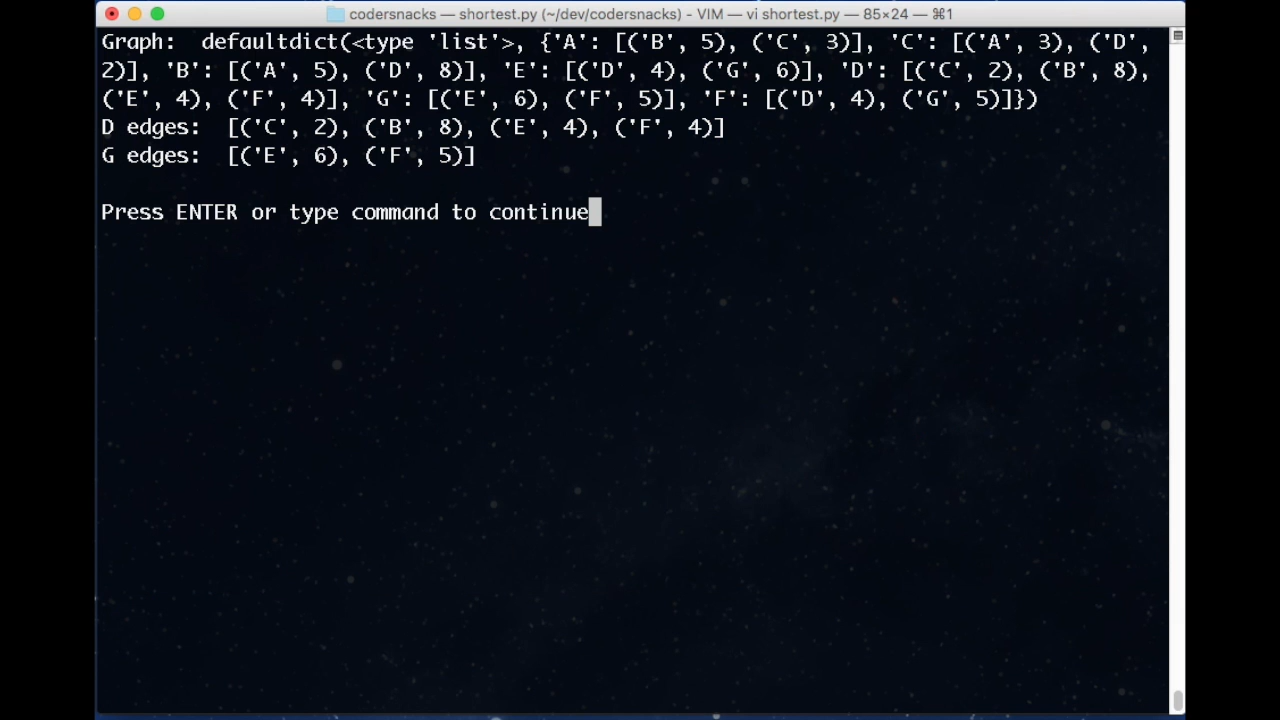 codersnacks — shortest.py (~/dev/codersnacks) - VIM — vi shortest.py — 85×24 — ⌘1
Graph:  defaultdict(<type 'list'>, {'A': [('B', 5), ('C', 3)], 'C': [('A', 3), ('D',
2)], 'B': [('A', 5), ('D', 8)], 'E': [('D', 4), ('G', 6)], 'D': [('C', 2), ('B', 8),
('E', 4), ('F', 4)], 'G': [('E', 6), ('F', 5)], 'F': [('D', 4), ('G', 5)]})
D edges:  [('C', 2), ('B', 8), ('E', 4), ('F', 4)]
G edges:  [('E', 6), ('F', 5)]
Press ENTER or type command to continue